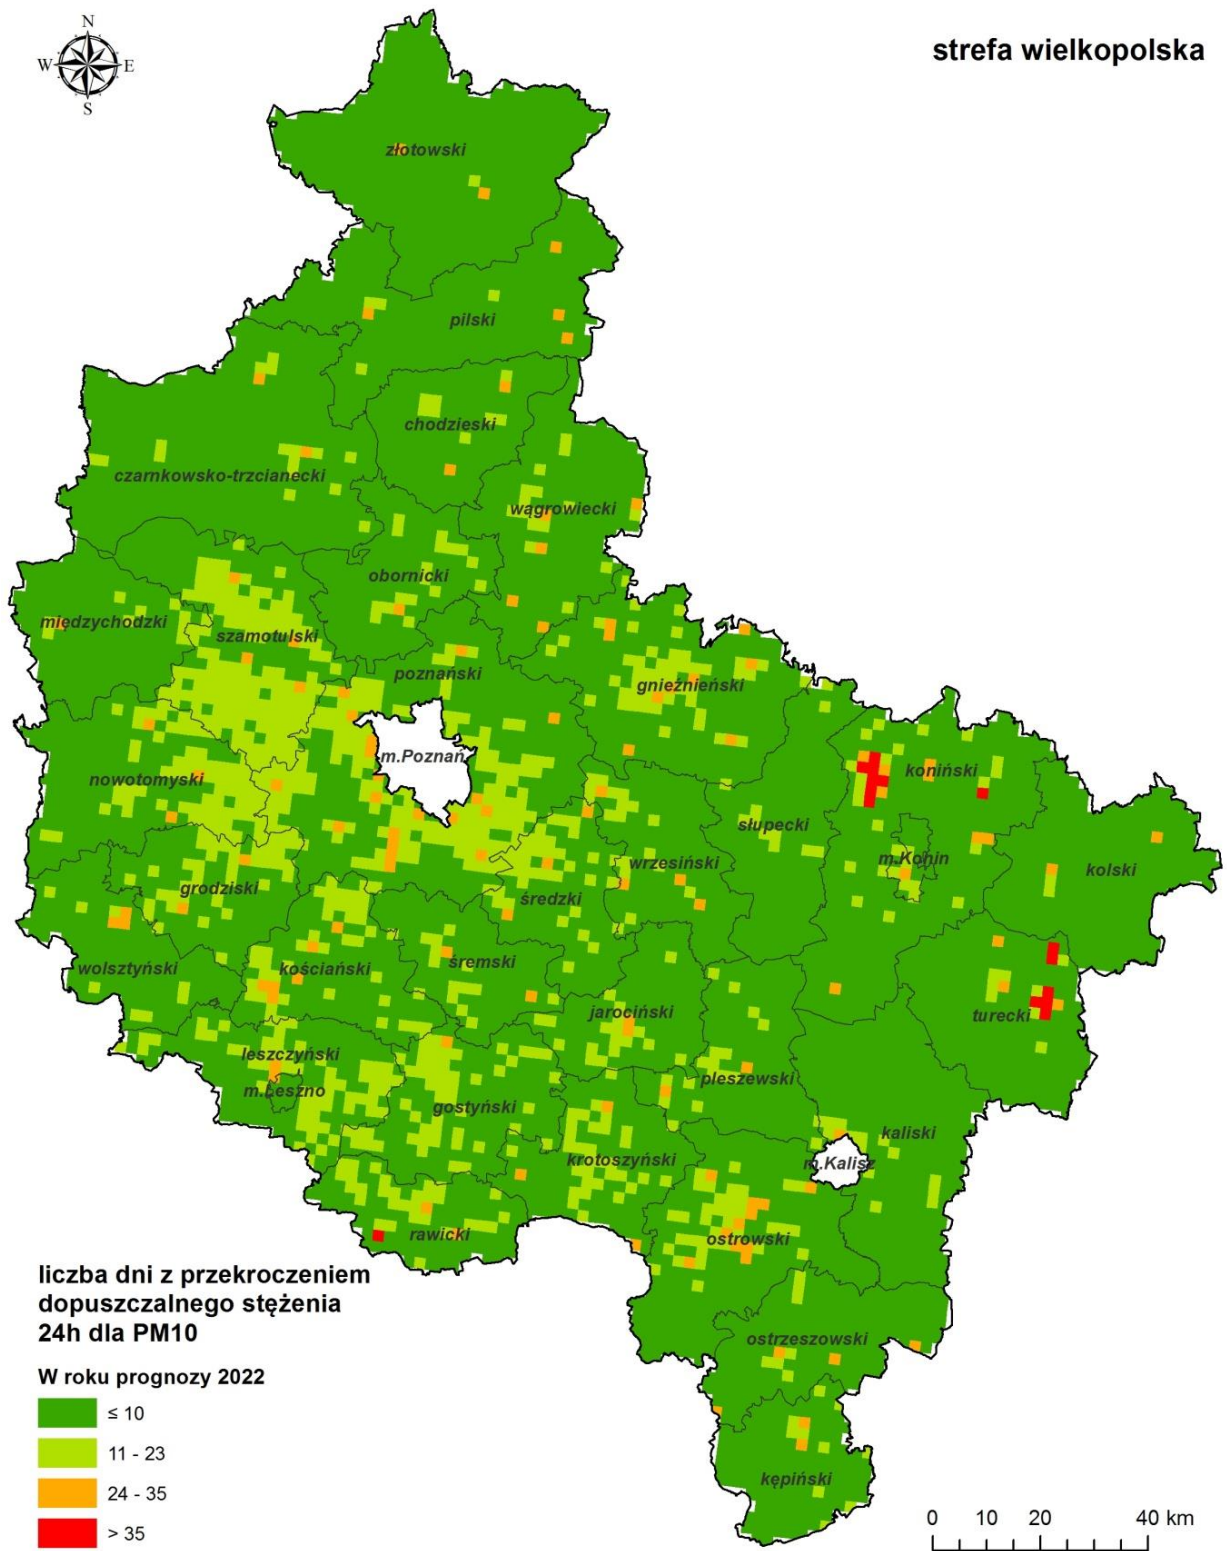 N
strefa wielkopolska
W E
S
złotowski
pilski
chodzieski
czarnkowsko-trzcianecki
wągrowiecki
obornicki
międzychodzki
szamotulski
poznański
gnieźnieński
m.Poznań
nowotomyski
koniński
słupecki
m.Konin
wrzesiński
kolski
grodziski
średzki
wolsztyński
kościański
śremski
jarociński
turecki
leszczyński
m.Leszno
pleszewski
gostyński
kaliski
krotoszyński
m.Kalisz
rawicki
ostrowski
liczba dni z przekroczeniem
dopuszczalnego stężenia
24h dla PM10
ostrzeszowski
W roku prognozy 2022
≤ 10
11 - 23
24 - 35
> 35
kępiński
0 10 20 40 km